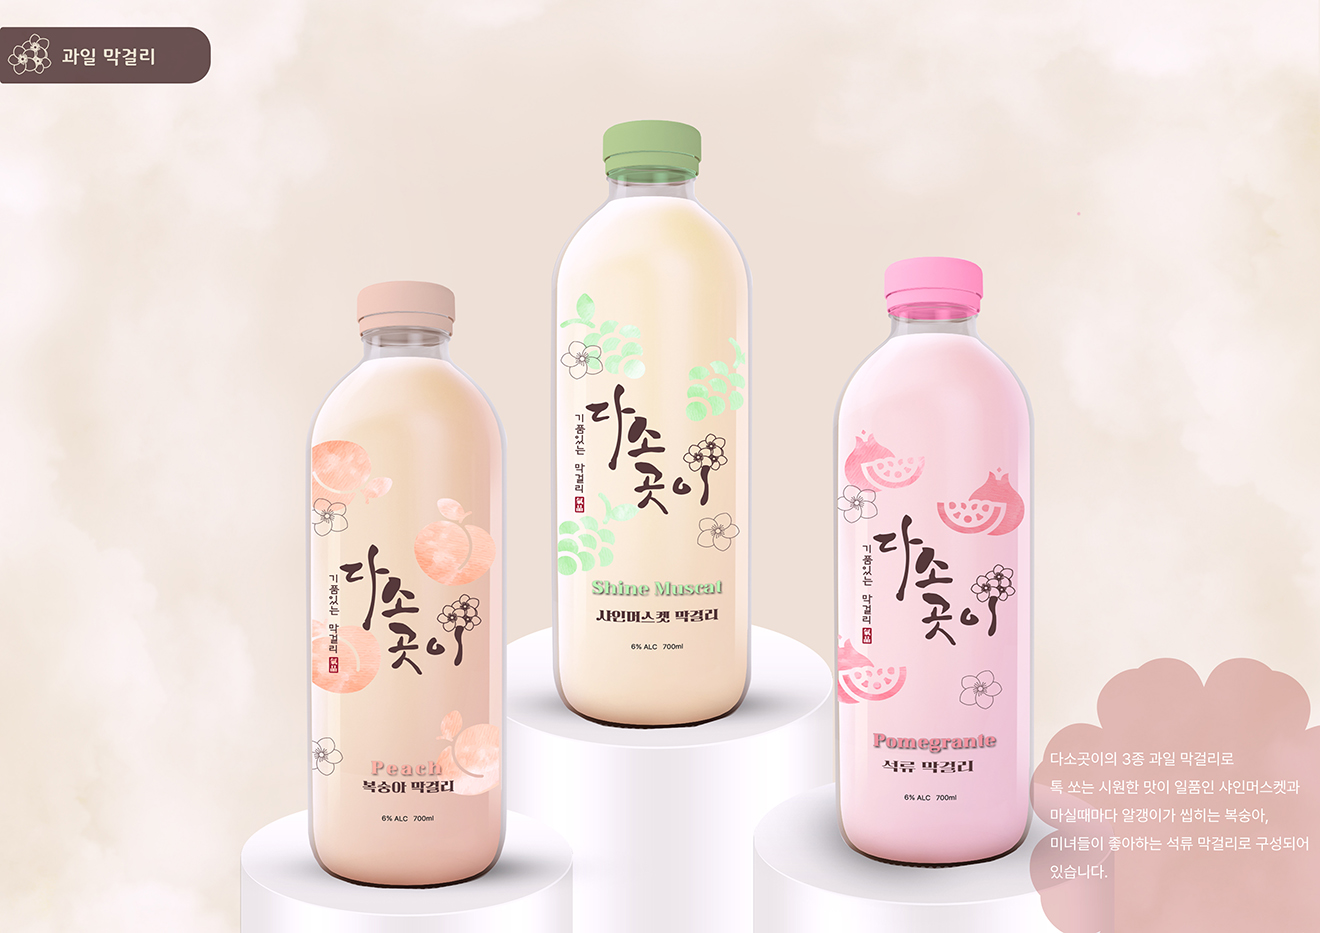 과일 막걸리
다소곳이
기품있는 막걸리
Shine Muscat
샤인머스켓 막걸리
6% ALC 700ml
다소곳이
기품있는 막걸리
Peach
복숭아 막걸리
6% ALC 700ml
다소곳이
기품있는 막걸리
Pomegrante
석류 막걸리
6% ALC 700ml
다소곳이의 3종 과일 막걸리로
톡 쏘는 시원한 맛이 일품인 샤인머스켓과
마실때마다 알갱이가 씹히는 복숭아,
미녀들이 좋아하는 석류 막걸리로 구성되어
있습니다.